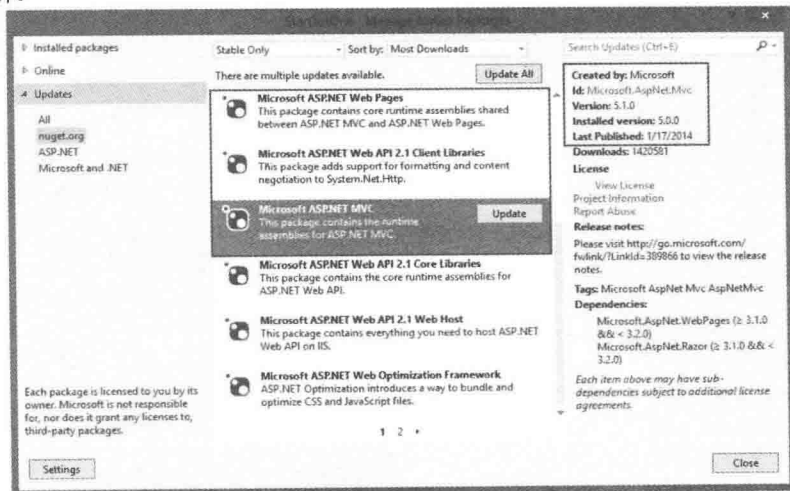 Manage NuGet Packages
Installed packages
Online
Updates
All
nuget.org
ASP.NET
Microsoft and .NET
Each package is licensed to you by its
owner. Microsoft is not responsible
for, nor does it grant any licenses to,
third-party packages.
Settings
Stable Only
Sort by: Most Downloads
There are multiple updates available.
Update All
Microsoft ASP.NET Web Pages
This package contains core runtime assemblies shared
between ASP.NET MVC and ASP.NET Web Pages.
Microsoft ASP.NET Web API 2.1 Client Libraries
This package adds support for formatting and content
negotiation to System.Net.Http.
Microsoft ASP.NET MVC
Update
This package contains the runtime
assemblies for ASP.NET MVC.
Microsoft ASP.NET Web API 2.1 Core Libraries
This package contains the core runtime assemblies for
ASP.NET Web API.
Microsoft ASP.NET Web API 2.1 Web Host
This package contains everything you need to host ASP.NET
Web API on IIS.
Microsoft ASP.NET Web Optimization Framework
ASP.NET Optimization introduces a way to bundle and
optimize CSS and JavaScript files.
1 2
Search Updates (Ctrl+E)
Created by: Microsoft
Id: Microsoft.AspNet.Mvc
Version: 5.1.0
Installed version: 5.0.0
Last Published: 1/17/2014
Downloads: 1420581
License
View License
Project Information
Report Abuse
Release notes:
Please visit http://go.microsoft.com/
fwlink/?LinkId=389866 to view the release
notes.
Tags: Microsoft AspNet Mvc AspNetMvc
Dependencies:
Microsoft.AspNet.WebPages (≥ 3.1.0
&& < 3.2.0)
Microsoft.AspNet.Razor (≥ 3.1.0 && <
3.2.0)
Each item above may have sub-
dependencies subject to additional license
agreements.
Close